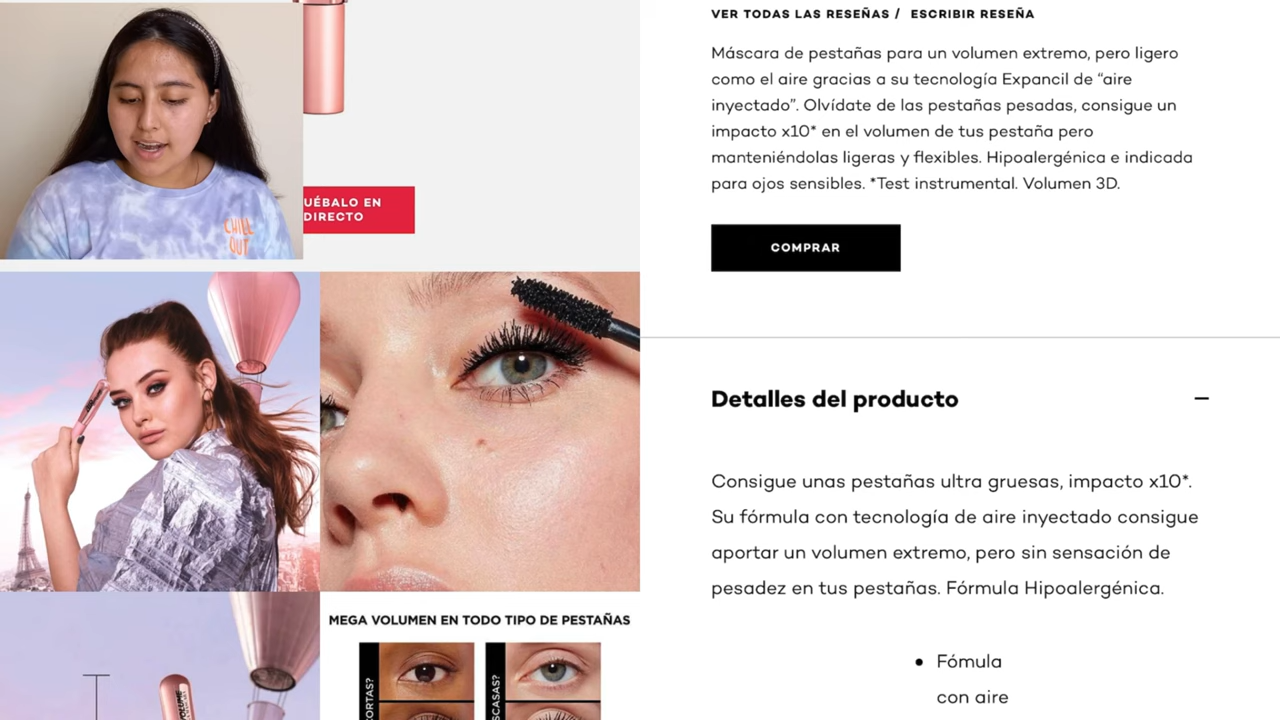 CHILL
OUT
UÉBALO EN
DIRECTO
MEGA VOLUMEN EN TODO TIPO DE PESTAÑAS
CORTAS?
SCASAS?
VER TODAS LAS RESEÑAS / ESCRIBIR RESEÑA
Máscara de pestañas para un volumen extremo, pero ligero
como el aire gracias a su tecnología Expancil de “aire
inyectado”. Olvídate de las pestañas pesadas, consigue un
impacto x10* en el volumen de tus pestaña pero
manteniéndolas ligeras y flexibles. Hipoalergénica e indicada
para ojos sensibles. *Test instrumental. Volumen 3D.
COMPRAR
Detalles del producto
Consigue unas pestañas ultra gruesas, impacto x10*.
Su fórmula con tecnología de aire inyectado consigue
aportar un volumen extremo, pero sin sensación de
pesadez en tus pestañas. Fórmula Hipoalergénica.
• Fómula
con aire